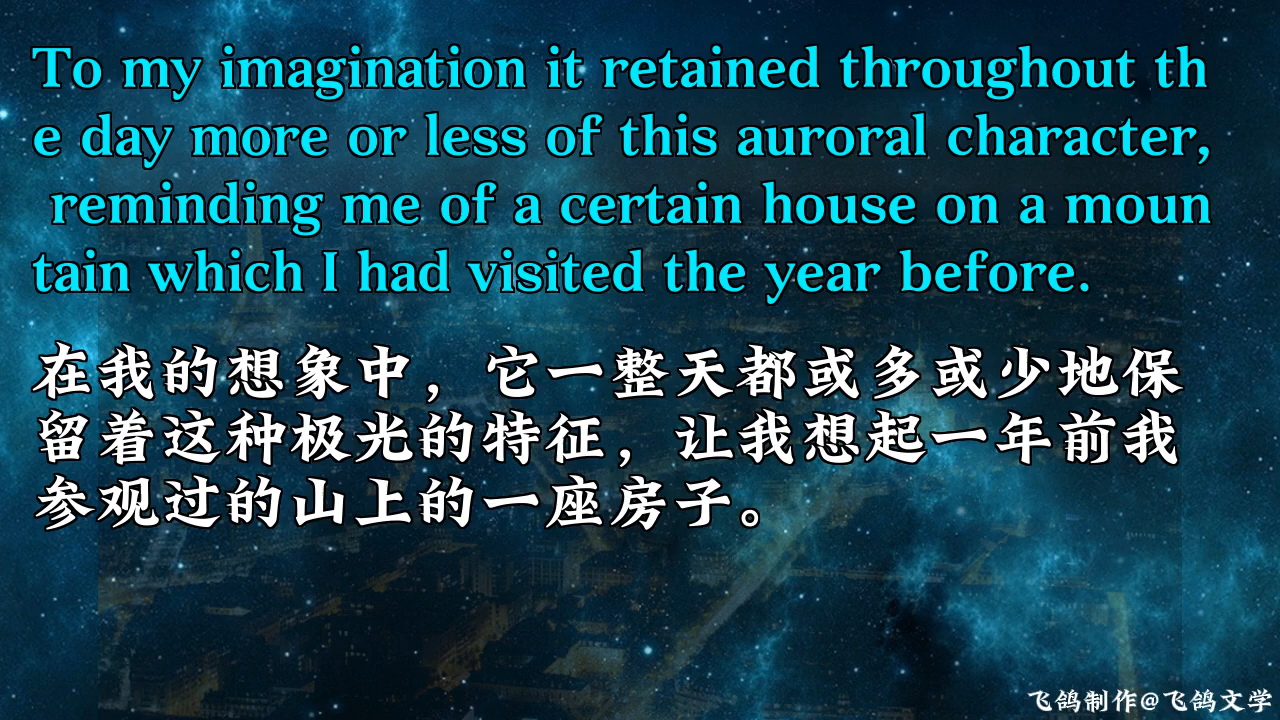 To my imagination it retained throughout th
e day more or less of this auroral character,
reminding me of a certain house on a moun
tain which I had visited the year before.
在我的想象中，它一整天都或多或少地保
留着这种极光的特征，让我想起一年前我
参观过的山上的一座房子。
飞鸽制作@飞鸽文学